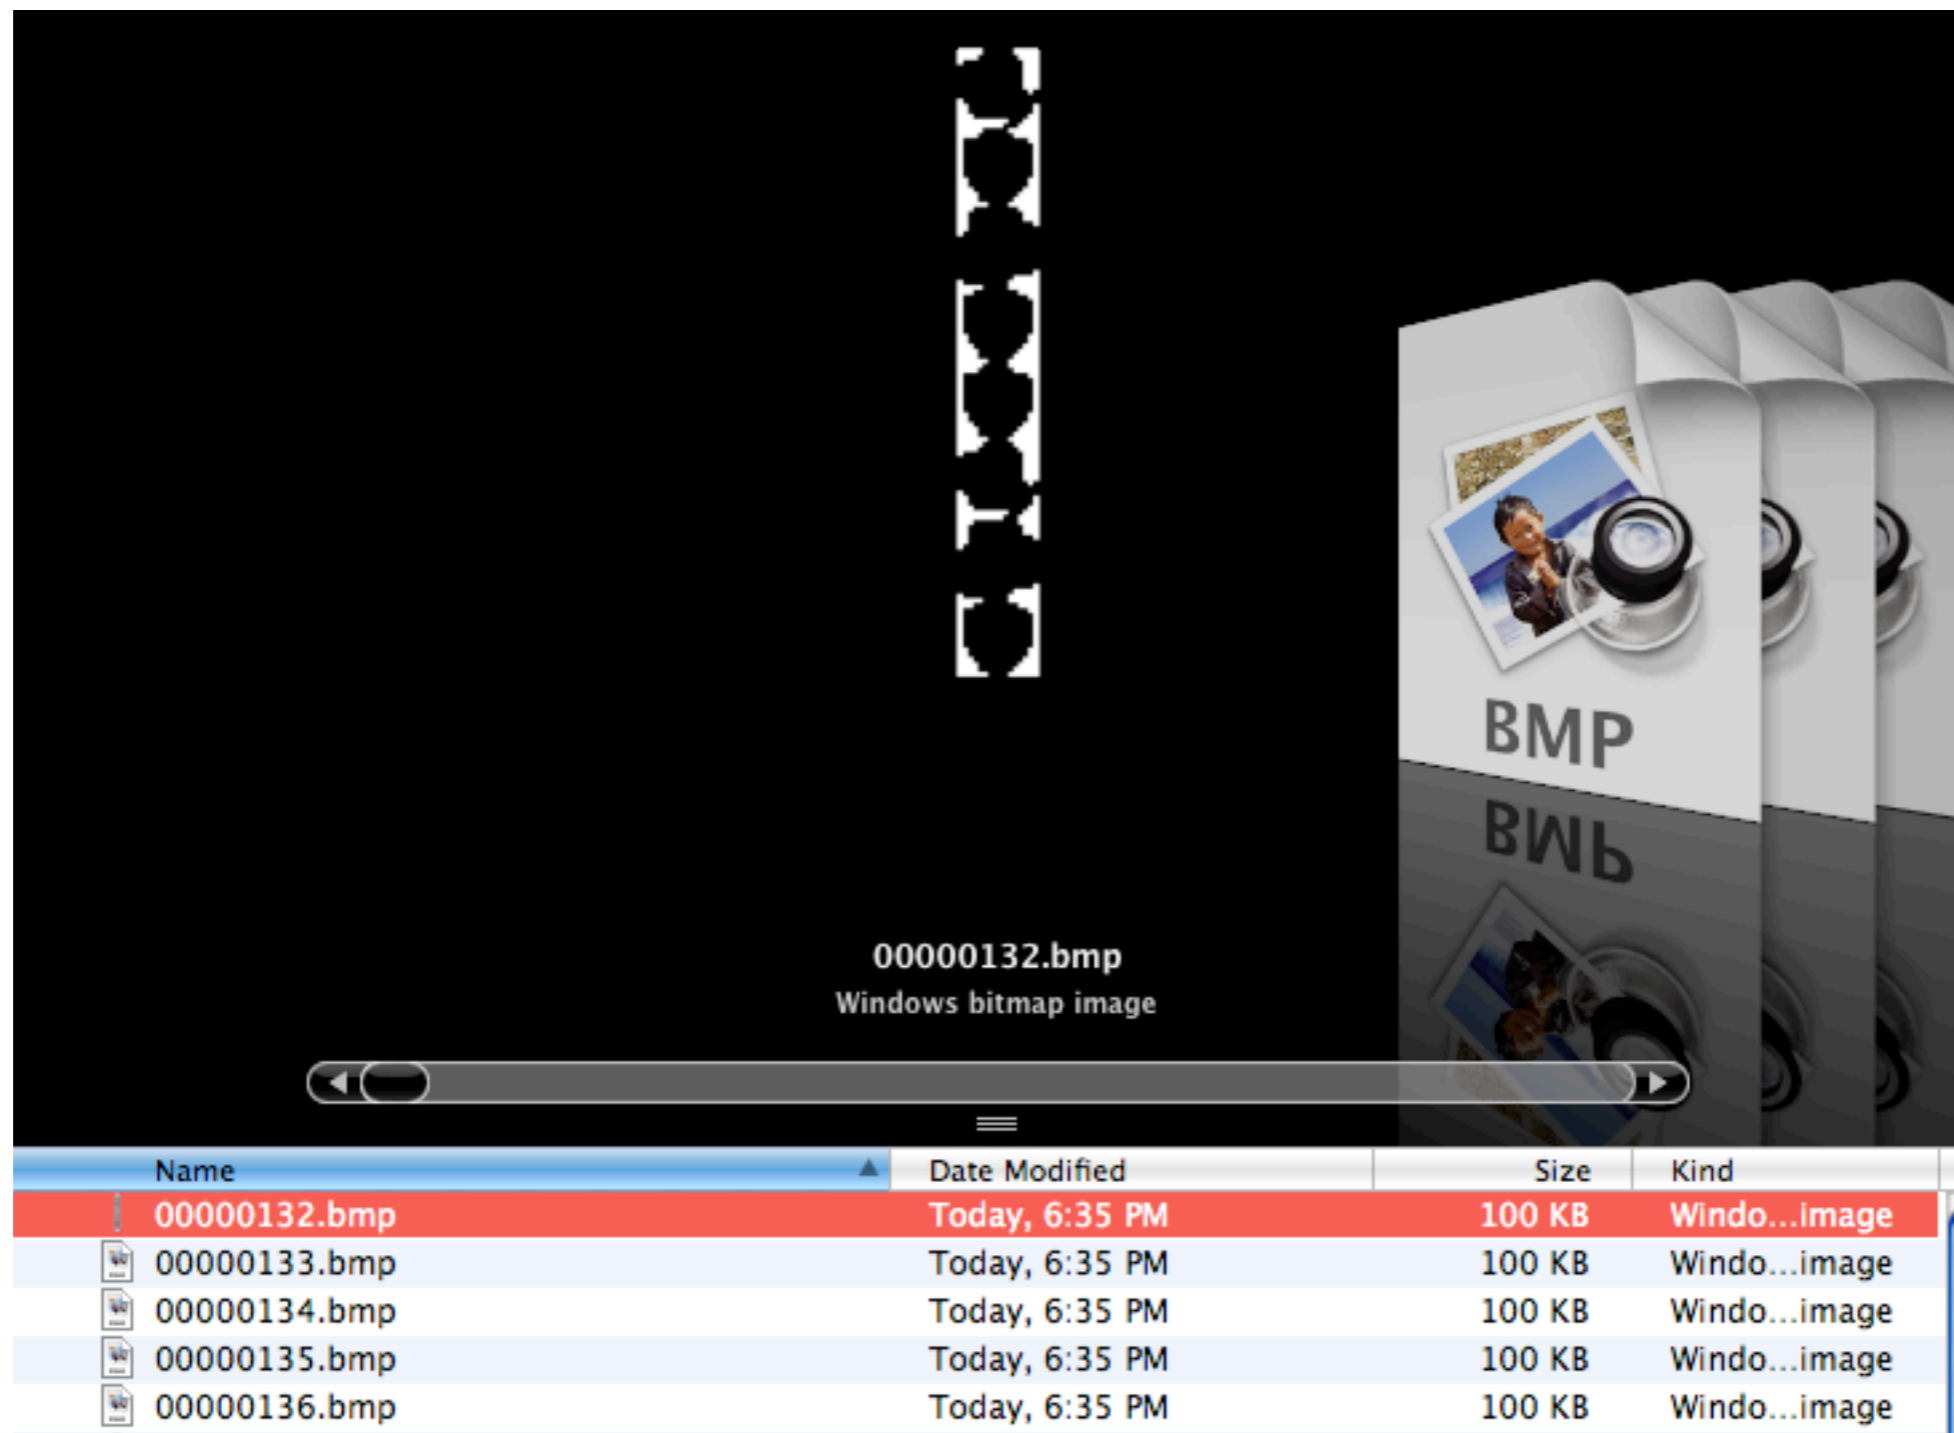 BMP
00000132.bmp
Windows bitmap image
Name Date Modified Size Kind
00000132.bmp Today, 6:35 PM 100 KB Windo...image
00000133.bmp Today, 6:35 PM 100 KB Windo...image
00000134.bmp Today, 6:35 PM 100 KB Windo...image
00000135.bmp Today, 6:35 PM 100 KB Windo...image
00000136.bmp Today, 6:35 PM 100 KB Windo...image